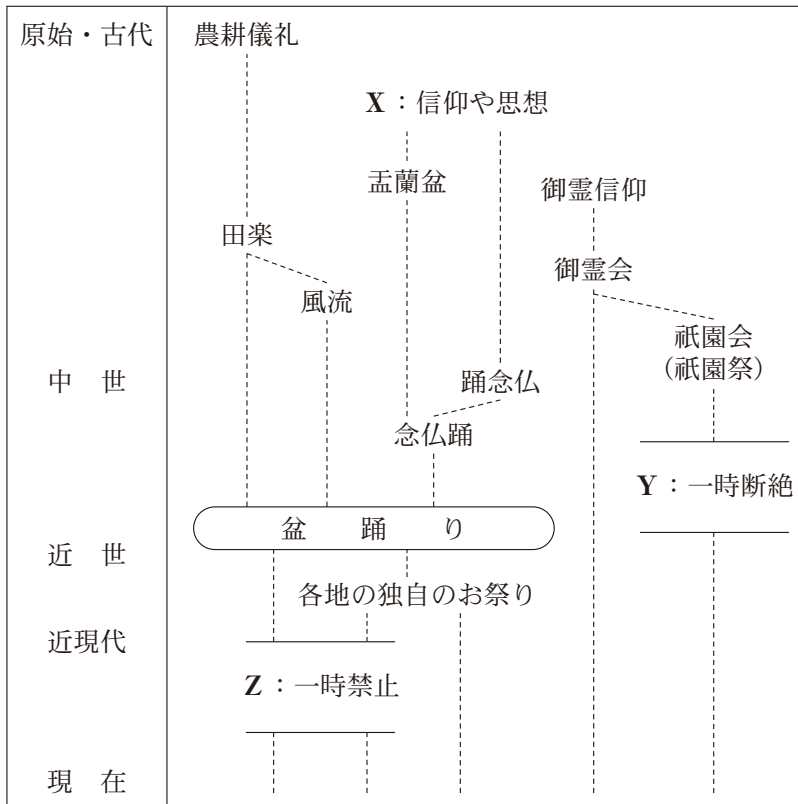 原始・古代
農耕儀礼
X：信仰や思想
盂蘭盆
御霊信仰
田楽
御霊会
風流
祇園会
(祇園祭)
中 世
踊念仏
念仏踊
Y：一時断絶
盆 踊 り
近 世
各地の独自のお祭り
近現代
Z：一時禁止
現 在